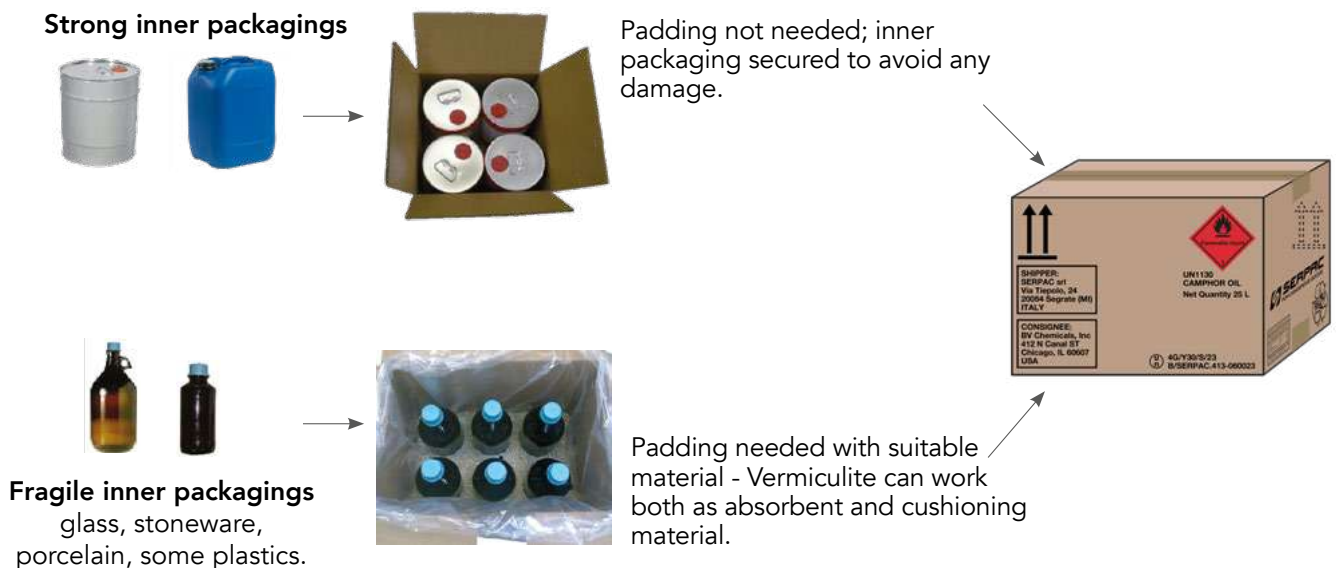 Strong inner packagings
Padding not needed; inner
packaging secured to avoid any
damage.
SHIPPER:
SERPAC srl
Via Tiepolo, 24
20084 Segrate (MI)
ITALY
UN1130
CAMPHOR OIL
Net Quantity 25 L
SERPAC
CONSIGNEE:
BV Chemicals, Inc
412 N Canal ST
Chicago, IL 60607
USA
4G/Y30/S/23
B/SERPAC.413-060023
Fragile inner packagings
glass, stoneware,
porcelain, some plastics.
Padding needed with suitable
material - Vermiculite can work
both as absorbent and cushioning
material.